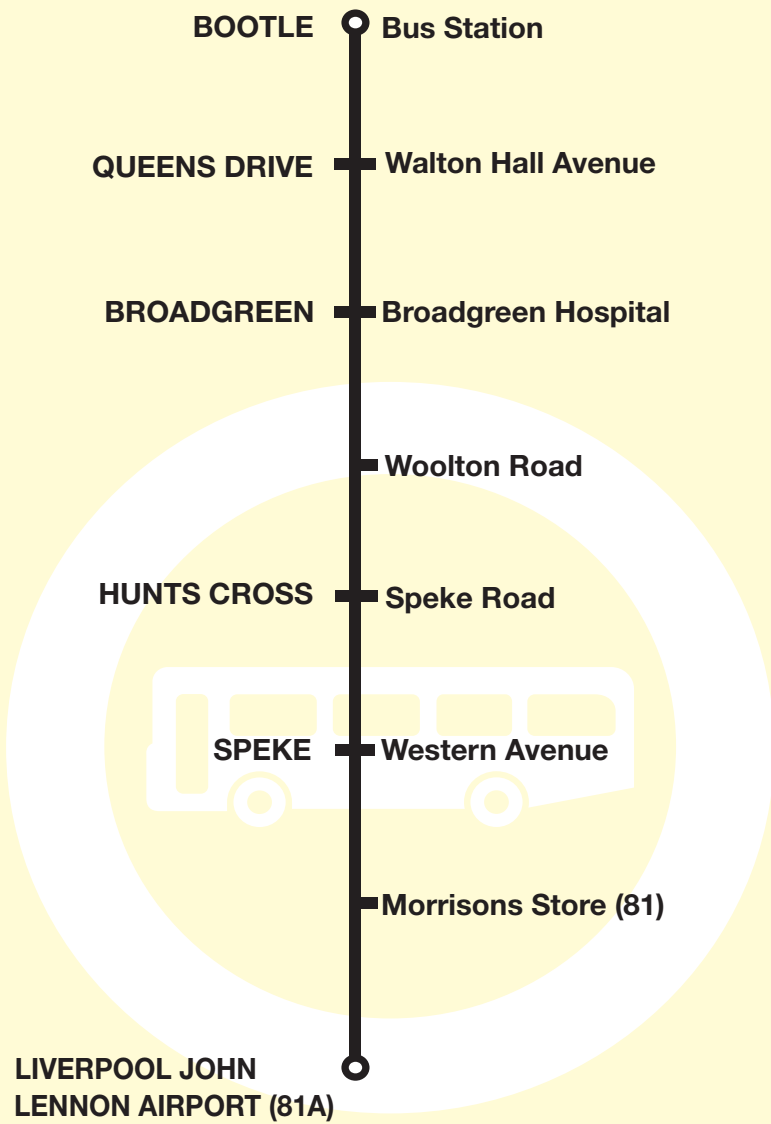 BOOTLE Bus Station
QUEENS DRIVE Walton Hall Avenue
BROADGREEN Broadgreen Hospital
Woolton Road
HUNTS CROSS Speke Road
SPEKE Western Avenue
Morrisons Store (81)
LIVERPOOL JOHN
LENNON AIRPORT (81A)